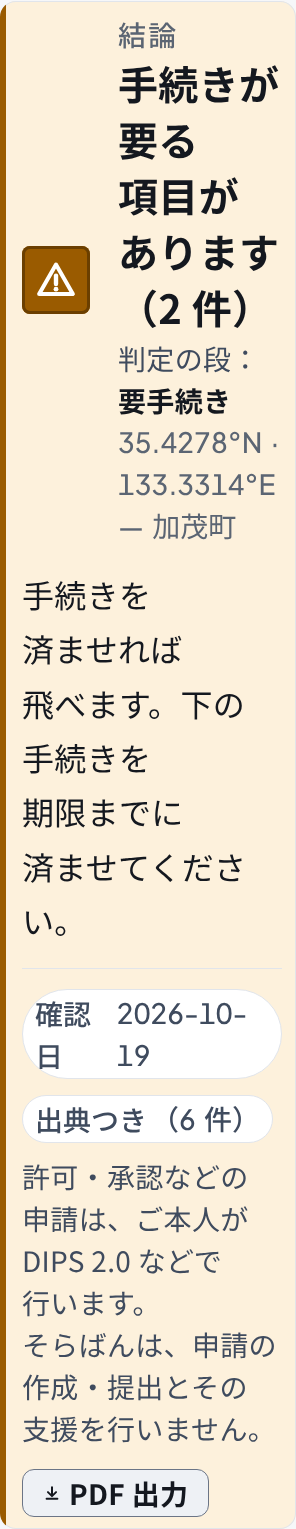 結論
手続きが
要る
項目が
あります
（2 件）
判定の段：
要手続き
35.4278°N ·
133.3314°E
— 加茂町
手続きを
済ませれば
飛べます。下の
手続きを
期限までに
済ませてくださ
い。
確認
日
2026-10-
19
出典つき（6 件）
許可・承認などの
申請は、ご本人が
DIPS 2.0 などで
行います。
そらばんは、申請の
作成・提出とその
支援を行いません。
PDF 出力